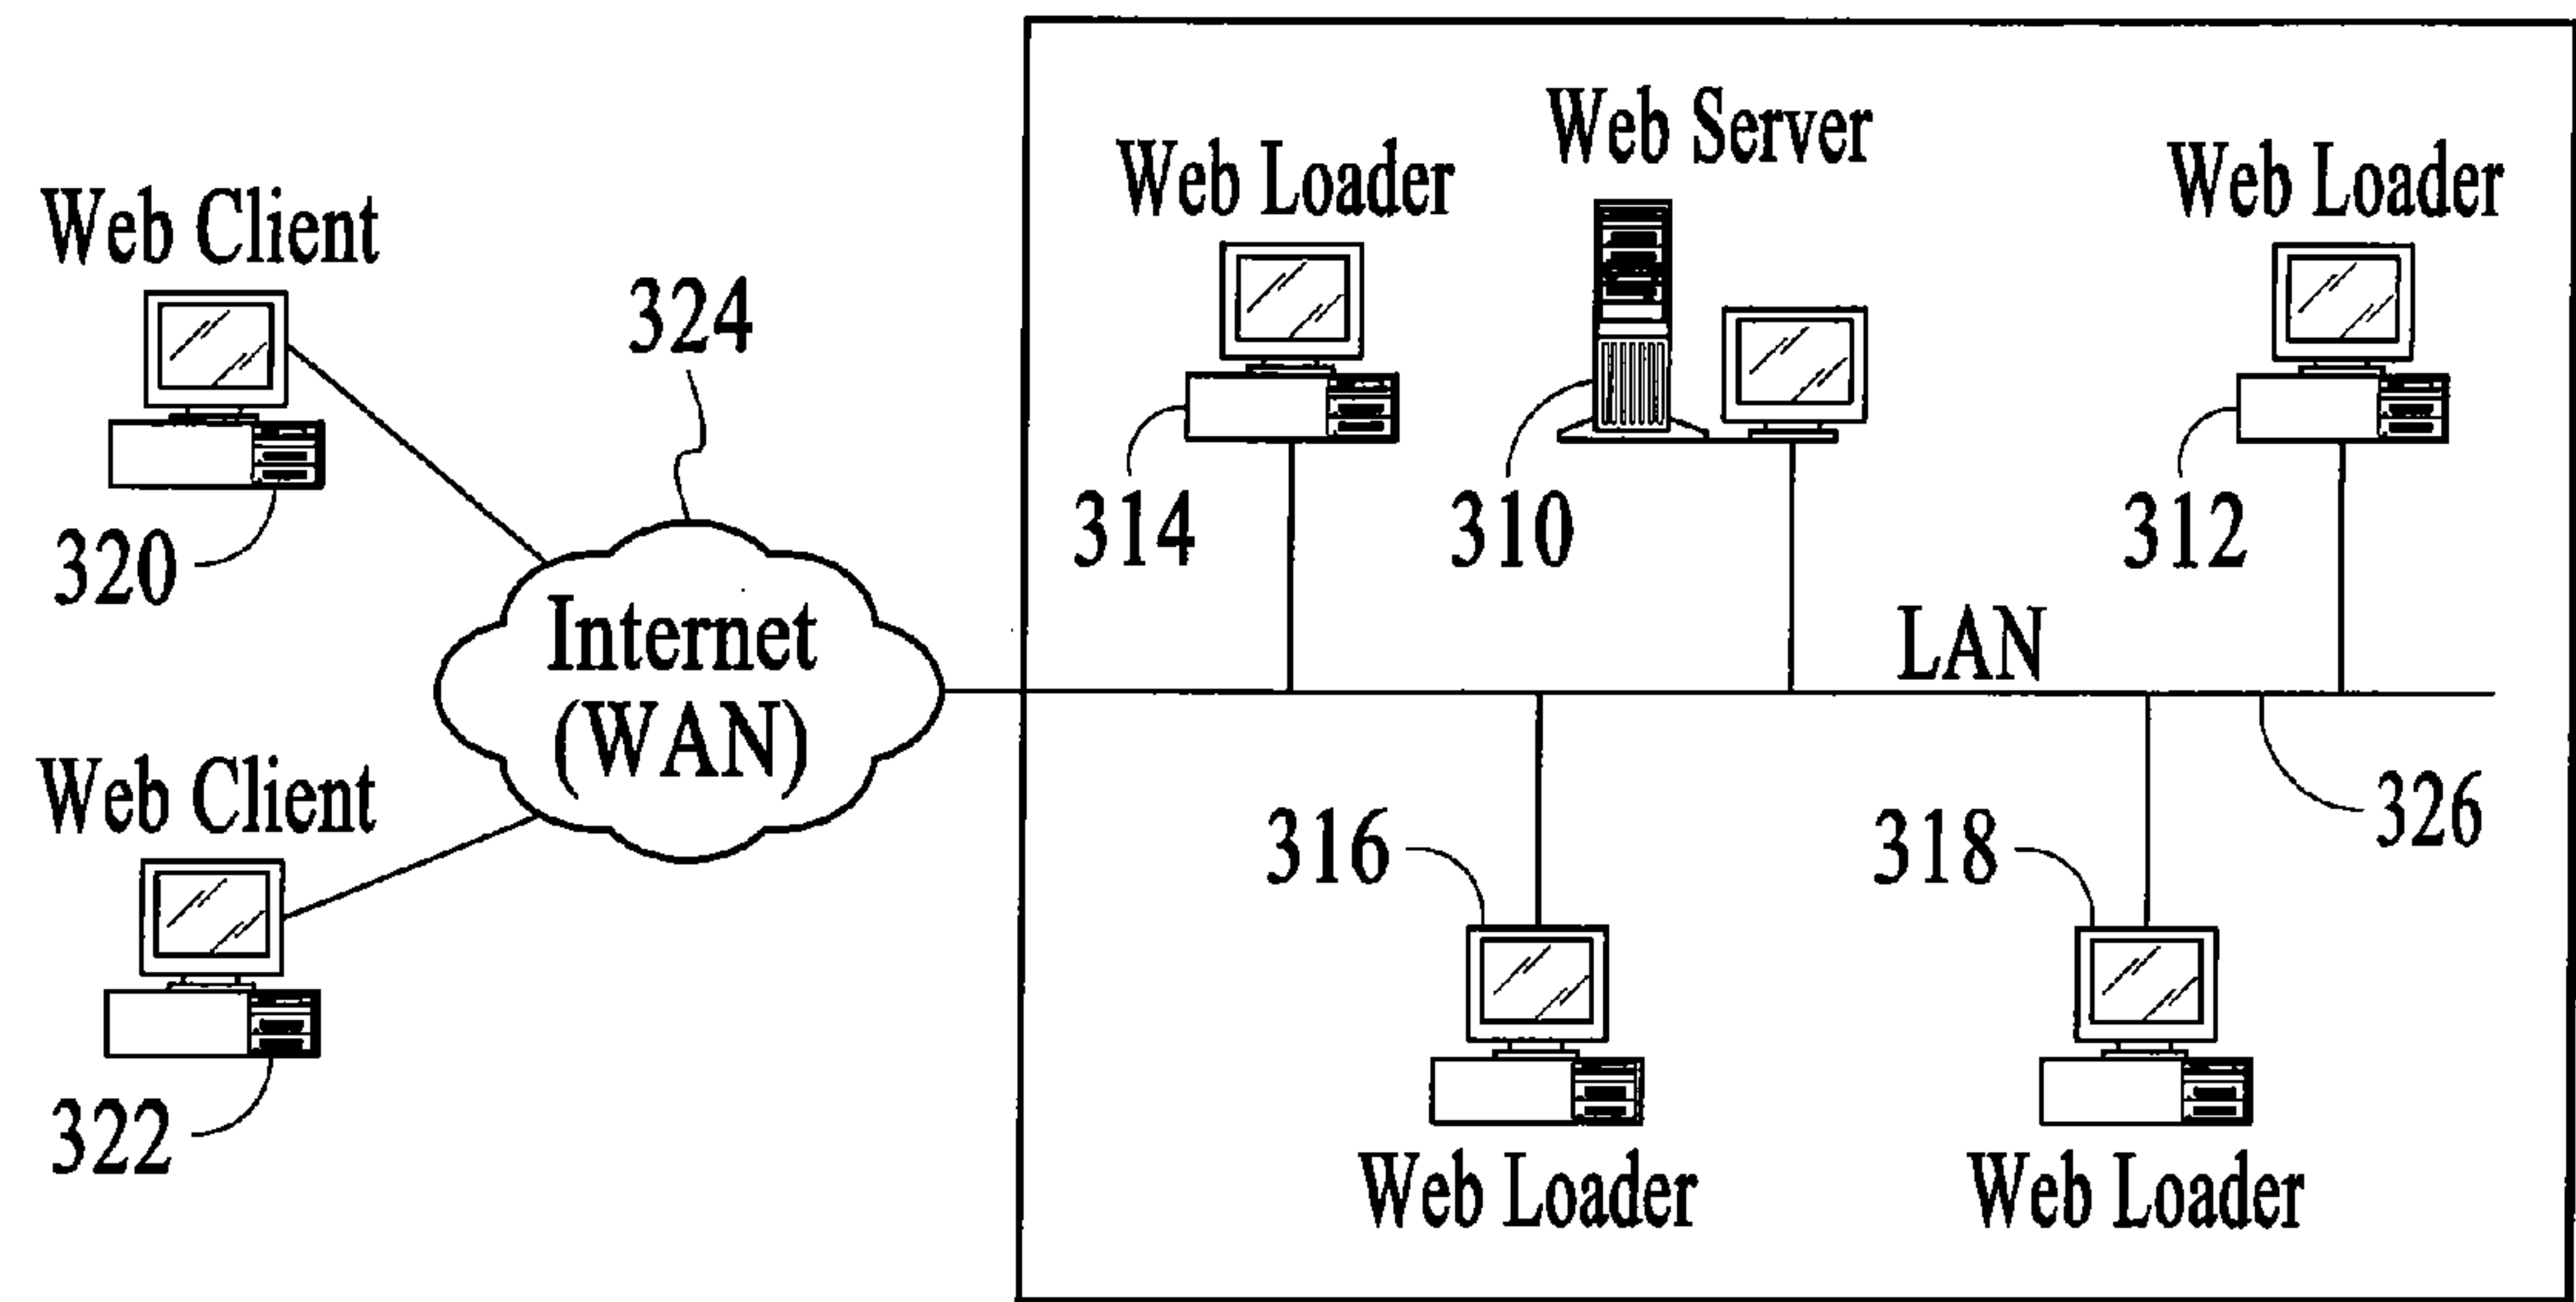 Web Client
320
324
Internet
(WAN)
Web Client
322
Web Loader
314
Web Server
310
Web Loader
312
LAN
326
316
Web Loader
318
Web Loader